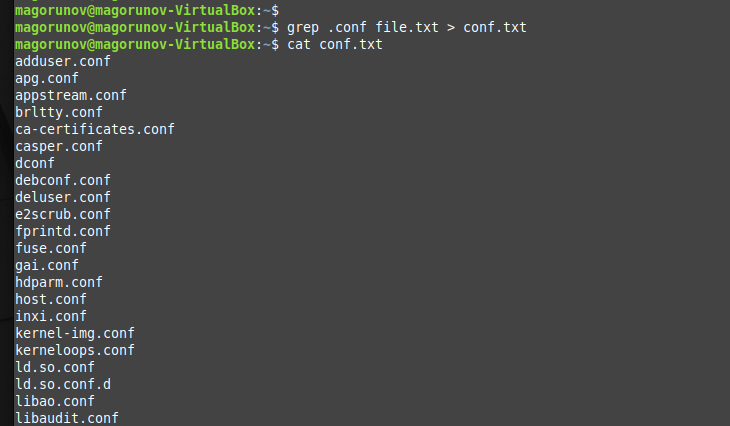 magorunov@magorunov-VirtualBox:~$
magorunov@magorunov-VirtualBox:~$ grep .conf file.txt > conf.txt
magorunov@magorunov-VirtualBox:~$ cat conf.txt
adduser.conf
apg.conf
appstream.conf
brltty.conf
ca-certificates.conf
casper.conf
dconf
debconf.conf
deluser.conf
e2scrub.conf
fprintd.conf
fuse.conf
gai.conf
hdparm.conf
host.conf
inxi.conf
kernel-img.conf
kerneloops.conf
ld.so.conf
ld.so.conf.d
libao.conf
libaudit.conf